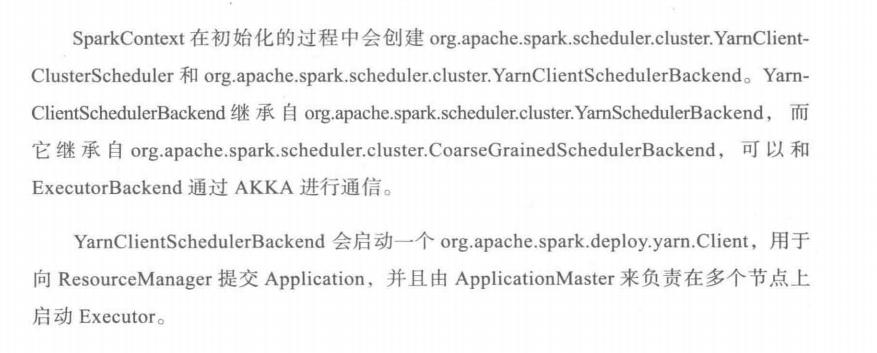 SparkContext 在初始化的过程中会创建 org.apache.spark.scheduler.cluster.YarnClient-
ClusterScheduler 和 org.apache.spark.scheduler.cluster.YarnClientSchedulerBackend。Yarn-
ClientSchedulerBackend 继承自 org.apache.spark.scheduler.cluster.YarnSchedulerBackend，而
它继承自 org.apache.spark.scheduler.cluster.CoarseGrainedSchedulerBackend，可以和
ExecutorBackend 通过 AKKA 进行通信。
YarnClientSchedulerBackend 会启动一个 org.apache.spark.deploy.yarn.Client，用于
向 ResourceManager 提交 Application，并且由 ApplicationMaster 来负责在多个节点上
启动 Executor。